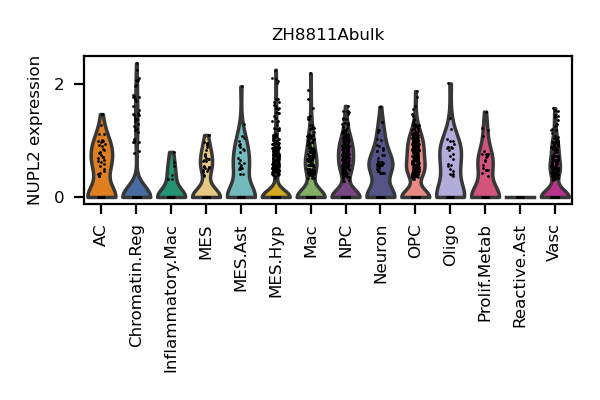 ZH8811Abulk
NUPL2 expression
2
0
AC
Chromatin.Reg
Inflammatory.Mac
MES
MES.Ast
MES.Hyp
Mac
NPC
Neuron
OPC
Oligo
Prolif.Metab
Reactive.Ast
Vasc